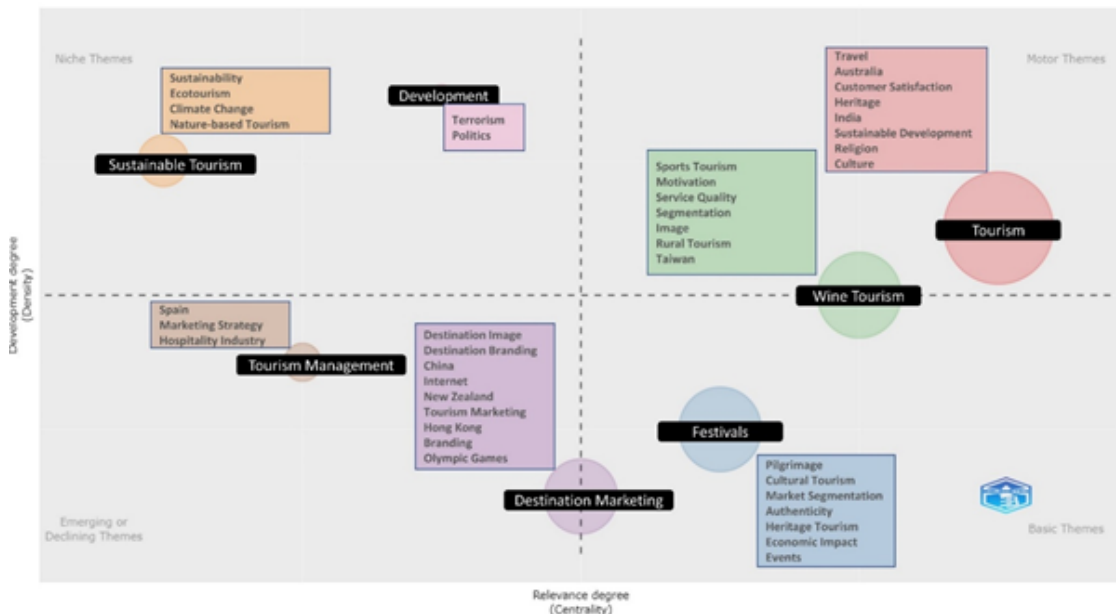 Niche Themes
Motor Themes
Sustainability
Ecotourism
Climate Change
Nature-based Tourism
Sustainable Tourism
Development
Terrorism
Politics
Travel
Australia
Customer Satisfaction
Heritage
India
Sustainable Development
Religion
Culture
Tourism
Sports Tourism
Motivation
Service Quality
Segmentation
Image
Rural Tourism
Taiwan
Wine Tourism
Development degree
(Density)
Spain
Marketing Strategy
Hospitality Industry
Tourism Management
Destination Image
Destination Branding
China
Internet
New Zealand
Tourism Marketing
Hong Kong
Branding
Olympic Games
Destination Marketing
Festivals
Pilgrimage
Cultural Tourism
Market Segmentation
Authenticity
Heritage Tourism
Economic Impact
Events
Emerging or
Declining Themes
Basic Themes
Relevance degree
(Centrality)